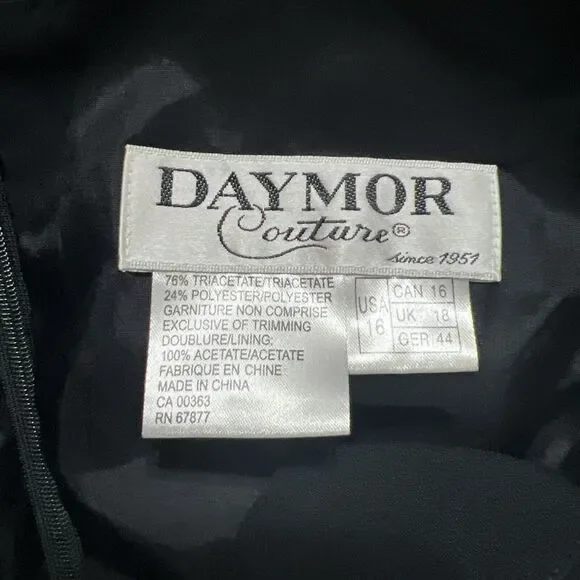 DAYMOR
Couture®
since 1951
76% TRIACETATE/TRIACETATE
24% POLYESTER/POLYESTER
GARNITURE NON COMPRISE
EXCLUSIVE OF TRIMMING
DOUBLURE/LINING:
100% ACETATE/ACETATE
FABRIQUE EN CHINE
MADE IN CHINA
CA 00363
RN 67877
USA
16
CAN 16
UK 18
GER 44